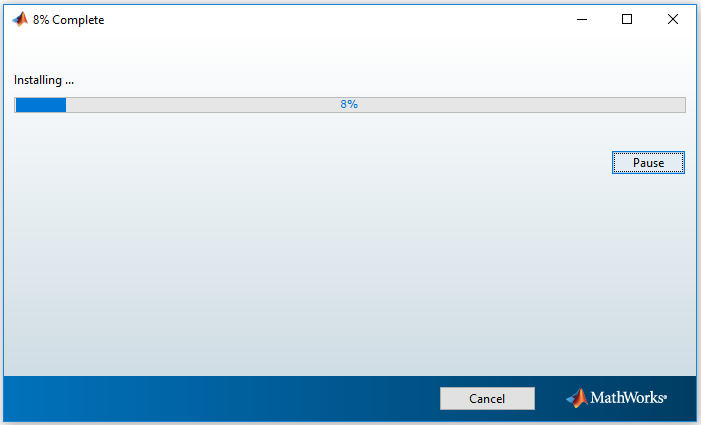 8% Complete
Installing ...
8%
Pause
Cancel
MathWorks®